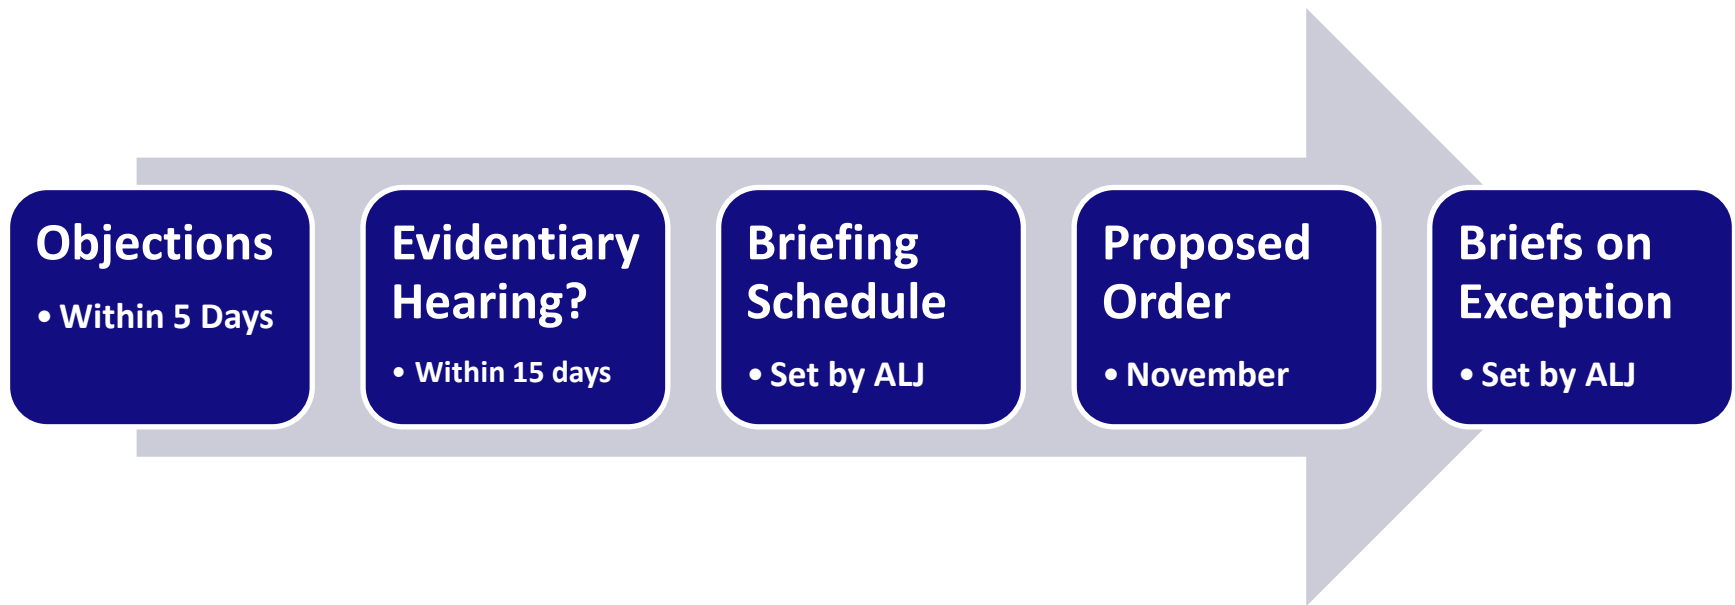 Objections
• Within 5 Days
Evidentiary
Hearing?
• Within 15 days
Briefing
Schedule
• Set by ALJ
Proposed
Order
• November
Briefs on
Exception
• Set by ALJ